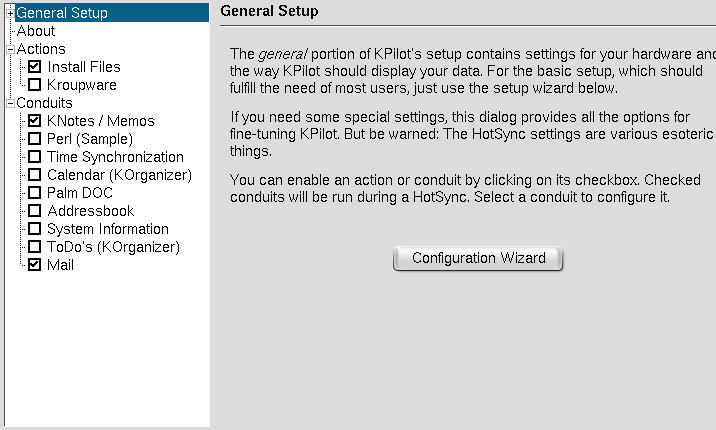 General Setup
About
Actions
Install Files
Kroupware
Conduits
KNotes / Memos
Perl (Sample)
Time Synchronization
Calendar (KOrganizer)
Palm DOC
Addressbook
System Information
ToDo's (KOrganizer)
Mail
General Setup
The general portion of KPilot's setup contains settings for your hardware and
the way KPilot should display your data. For the basic setup, which should
fulfill the need of most users, just use the setup wizard below.
If you need some special settings, this dialog provides all the options for
fine-tuning KPilot. But be warned: The HotSync settings are various esoteric
things.
You can enable an action or conduit by clicking on its checkbox. Checked
conduits will be run during a HotSync. Select a conduit to configure it.
Configuration Wizard